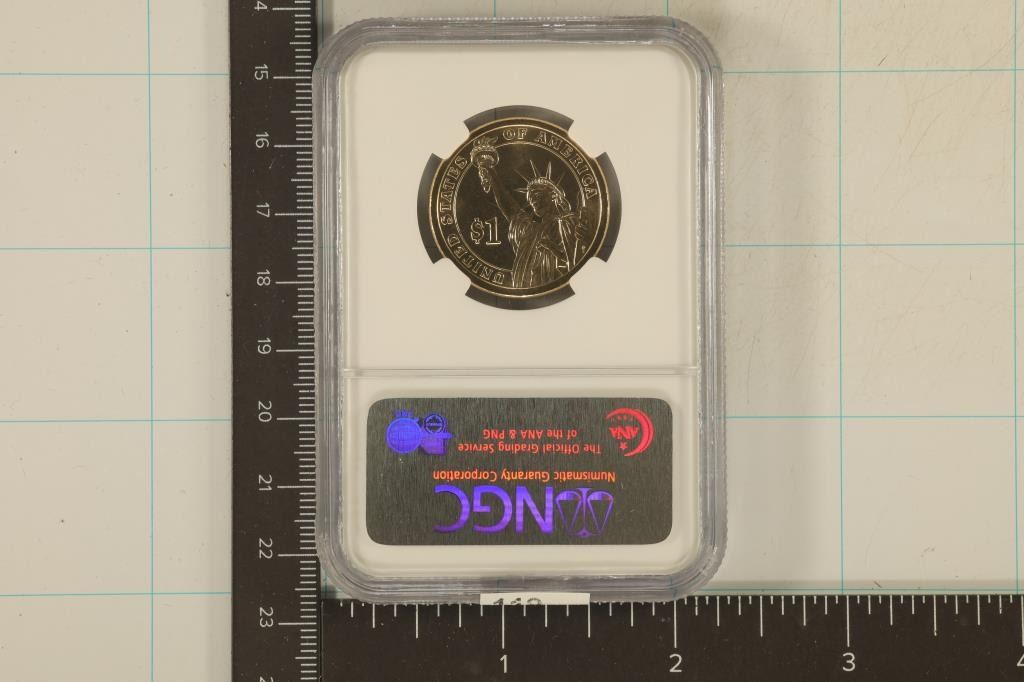 UNITED STATES OF AMERICA
$1
NGC
Numismatic Guaranty Corporation
The Official Grading Service
of the ANA & PNG
ANA
15
16
17
18
19
20
21
22
23
1
2
3
4